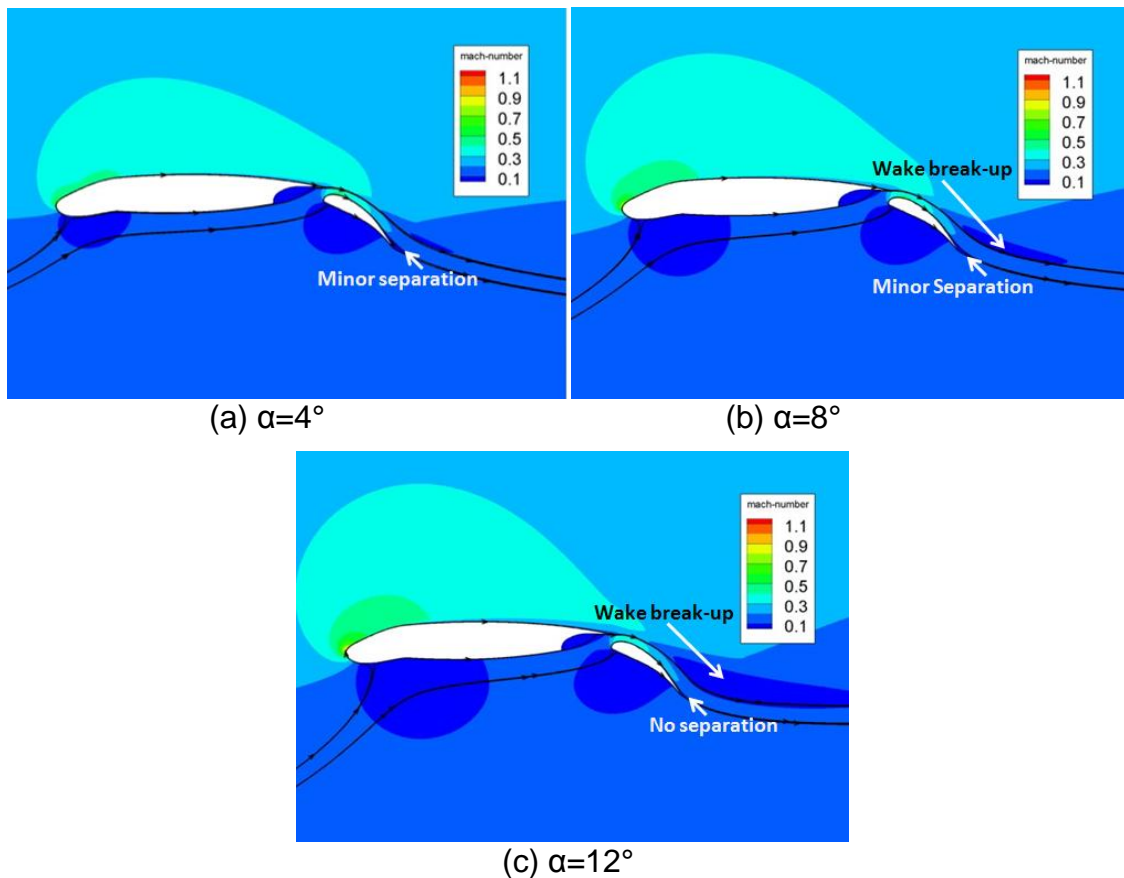 mach-number
1.1
0.9
0.7
0.5
0.3
0.1
Minor separation
(a) α=4°
mach-number
1.1
0.9
0.7
0.5
0.3
0.1
Wake break-up
Minor Separation
(b) α=8°
mach-number
1.1
0.9
0.7
0.5
0.3
0.1
Wake break-up
No separation
(c) α=12°